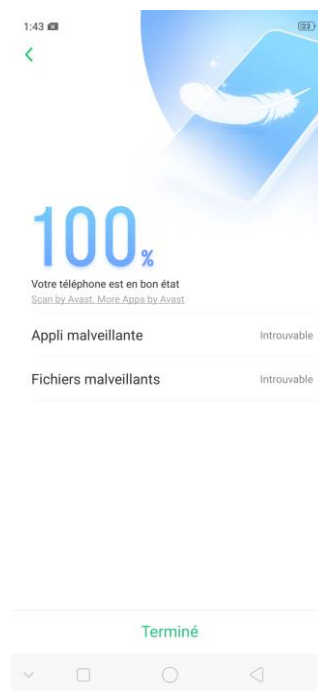 1:43
23
100%
Votre téléphone est en bon état
Scan by Avast. More Apps by Avast
Appli malveillante Introuvable
Fichiers malveillants Introuvable
Terminé